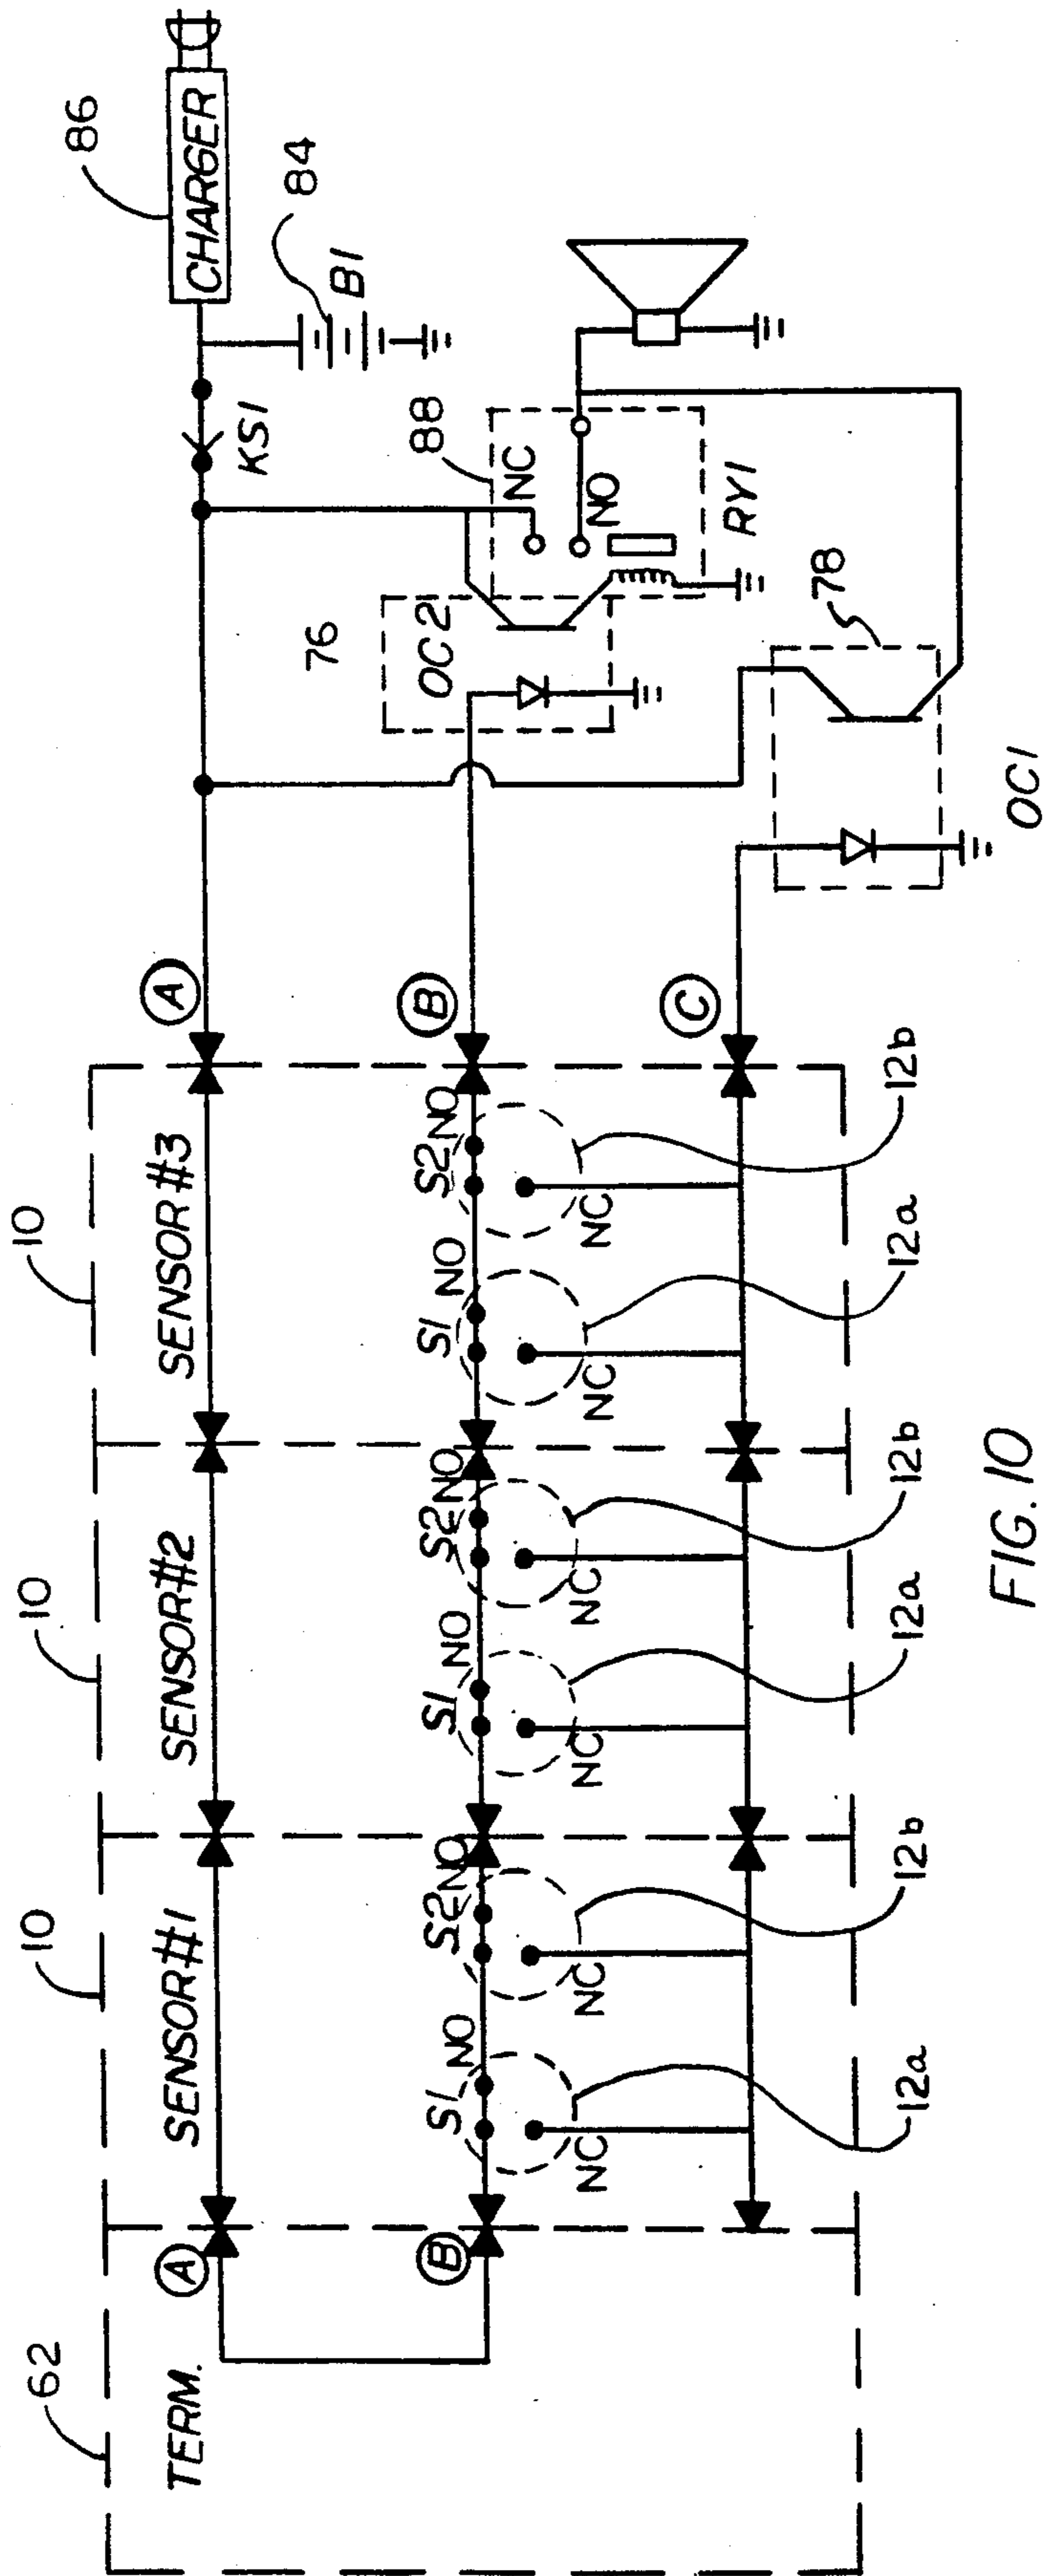 62
10
10
10
86
TERM.
SENSOR #1
SENSOR #2
SENSOR #3
CHARGER
A
A
KS1
B1
84
B
S1
NO
S2
NO
S1
NO
S2
NO
S1
NO
S2
NO
B
76
OC2
88
NC
NO
RY1
NC
NC
NC
NC
NC
NC
C
78
12a
12b
12a
12b
12a
12b
OC1
FIG. 10